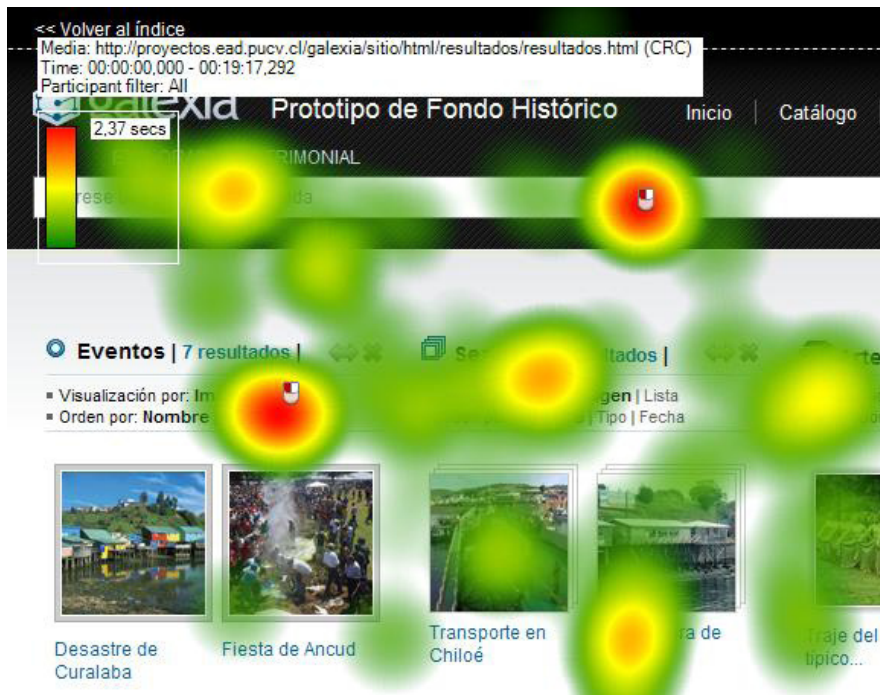 << Volver al índice
Media: http://proyectos.ead.pucv.cl/galexia/sitio/html/resultados/resultados.html (CRC)
Time: 00:00:00,000 - 00:19:17,292
Participant filter: All
galexia Prototipo de Fondo Histórico Inicio | Catálogo
2,37 secs
Eventos | 7 resultados |
▪ Visualización por:
| Lista
▪ Orden por: Nombre
| Tipo | Fecha
Desastre de
Curalaba
Fiesta de Ancud
Transporte en
Chiloé
de
Traje del
típico...